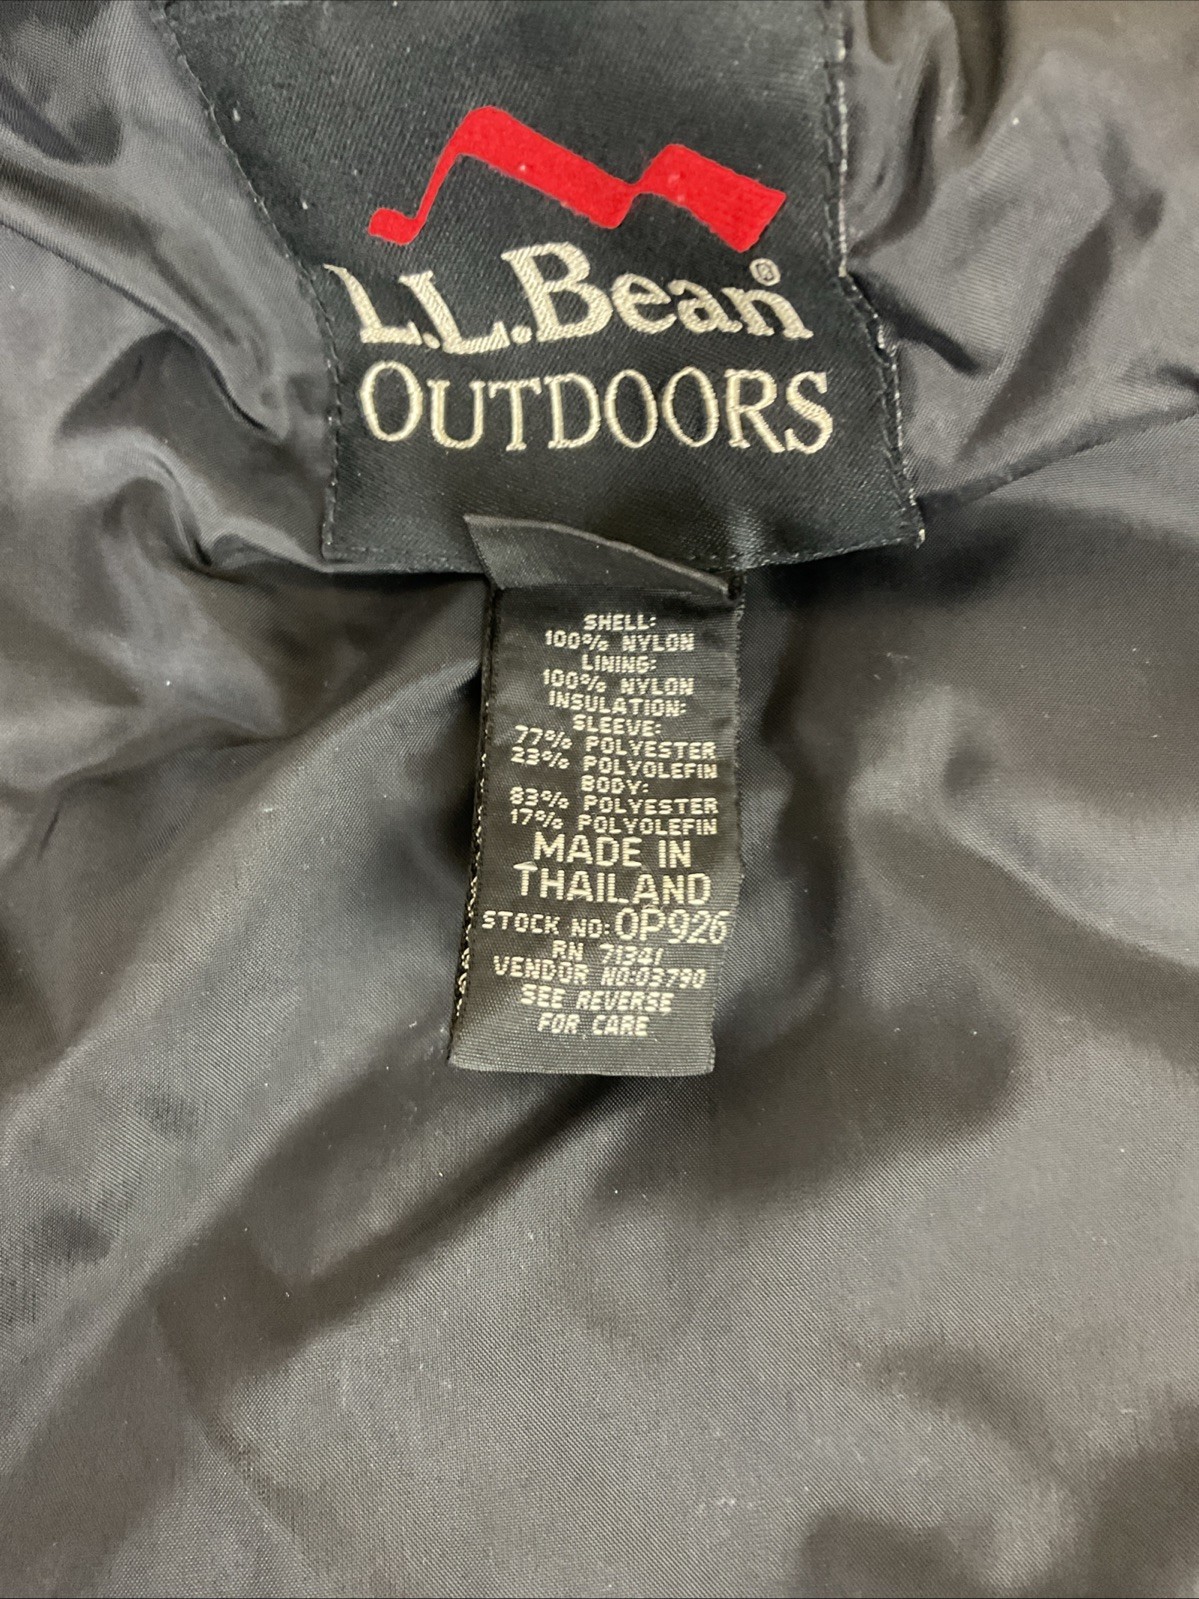 L.L.Bean®
OUTDOORS
SHELL:
100% NYLON
LINING:
100% NYLON
INSULATION:
SLEEVE:
77% POLYESTER
23% POLYOLEFIN
BODY:
83% POLYESTER
17% POLYOLEFIN
MADE IN
THAILAND
STOCK NO: 0P926
RN 71341
VENDOR NO:03790
SEE REVERSE
FOR CARE